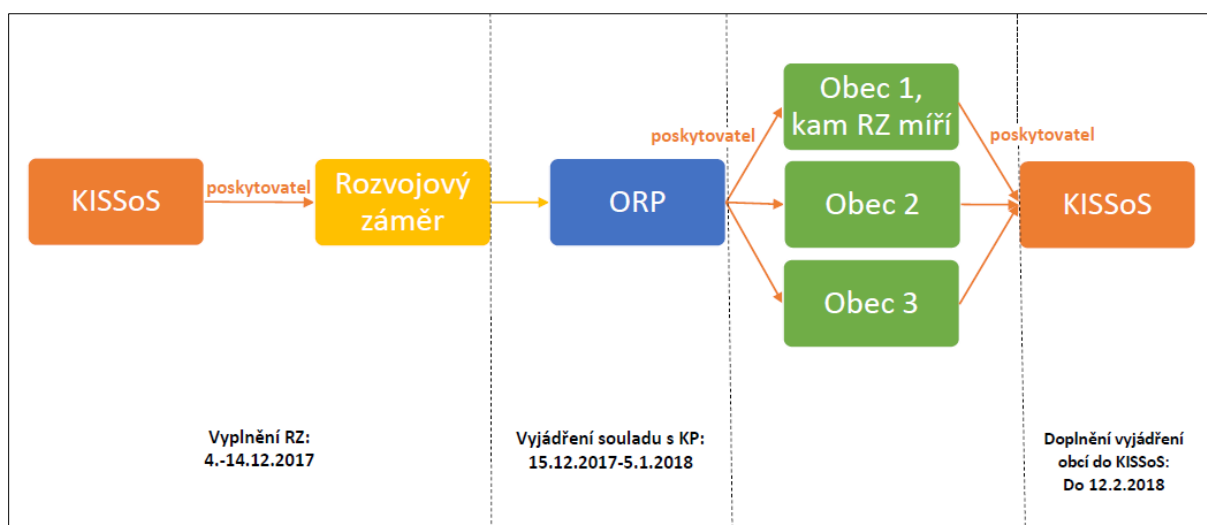 KISSoS
poskytovatel
Rozvojový
záměr
ORP
poskytovatel
Obec 1,
kam RZ míří
Obec 2
Obec 3
poskytovatel
KISSoS
Vyplnění RZ:
4.-14.12.2017
Vyjádření souladu s KP:
15.12.2017-5.1.2018
Doplnění vyjádření
obcí do KISSoS:
Do 12.2.2018